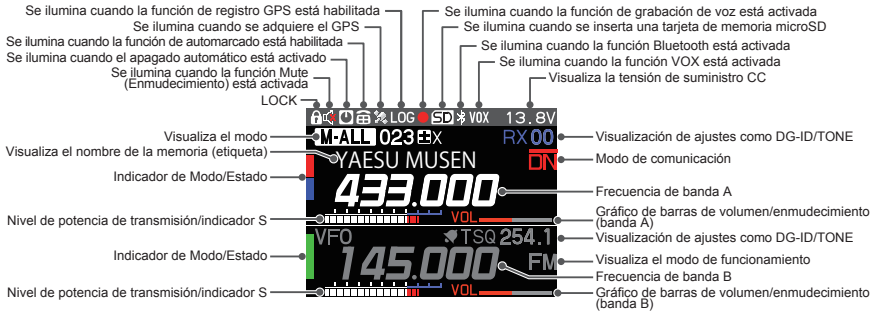 Se ilumina cuando la función de registro GPS está habilitada
Se ilumina cuando se adquiere el GPS
Se ilumina cuando la función de automarcado está habilitada
Se ilumina cuando el apagado automático está activado
Se ilumina cuando la función Mute
(Enmudecimiento) está activada
LOCK
Se ilumina cuando la función de grabación de voz está activada
Se ilumina cuando se inserta una tarjeta de memoria microSD
Se ilumina cuando la función Bluetooth está activada
Se ilumina cuando la función VOX está activada
Visualiza la tensión de suministro CC
LOG SD VOX 13.8V
Visualiza el modo
M-ALL 023 X RX 00
Visualización de ajustes como DG-ID/TONE
Visualiza el nombre de la memoria (etiqueta)
YAESU MUSEN DN
Modo de comunicación
Indicador de Modo/Estado
433.000
Frecuencia de banda A
Nivel de potencia de transmisión/indicador S
VOL
Gráfico de barras de volumen/enmudecimiento
(banda A)
VFO TSQ 254.1
Visualización de ajustes como DG-ID/TONE
Indicador de Modo/Estado
145.000 FM
Visualiza el modo de funcionamiento
Frecuencia de banda B
Nivel de potencia de transmisión/indicador S
VOL
Gráfico de barras de volumen/enmudecimiento
(banda B)